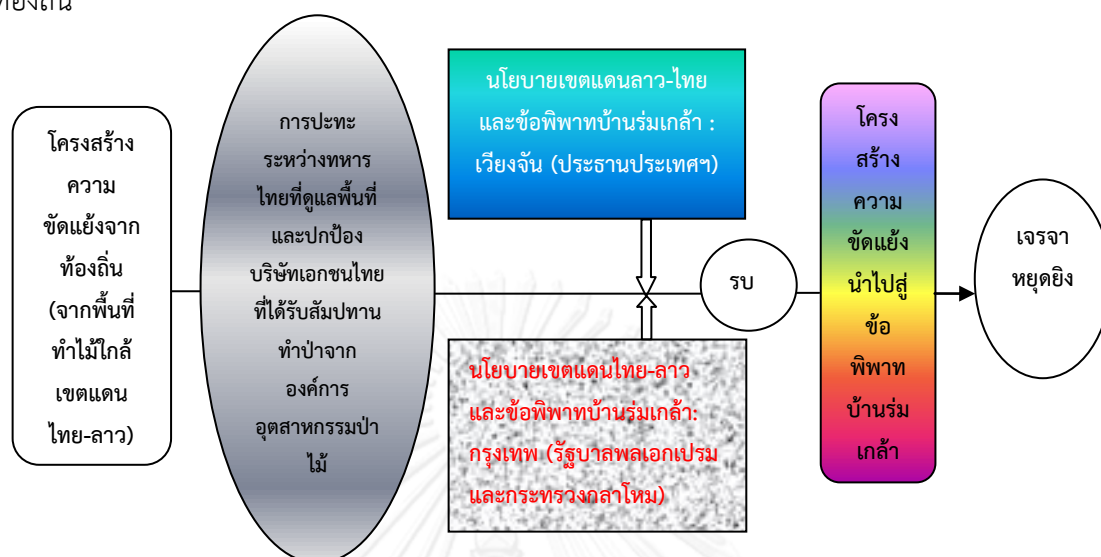 ท้องถิ่น
โครงสร้าง
ความ
ขัดแย้งจาก
ท้องถิ่น
(จากพื้นที่
ทำไม้ใกล้
เขตแดน
ไทย-ลาว)
การปะทะ
ระหว่างทหาร
ไทยที่ดูแลพื้นที่
และปกป้อง
บริษัทเอกชนไทย
ที่ได้รับสัมปทาน
ทำป่าจาก
องค์การ
อุตสาหกรรมป่า
ไม้
นโยบายเขตแดนลาว-ไทย
และข้อพิพาทบ้านร่มเกล้า :
เวียงจัน (ประธานประเทศฯ)
นโยบายเขตแดนไทย-ลาว
และข้อพิพาทบ้านร่มเกล้า:
กรุงเทพ (รัฐบาลพลเอกเปรม
และกระทรวงกลาโหม)
รบ
โครง
สร้าง
ความ
ขัดแย้ง
นำไปสู่
ข้อ
พิพาท
บ้านร่ม
เกล้า
เจรจา
หยุดยิง